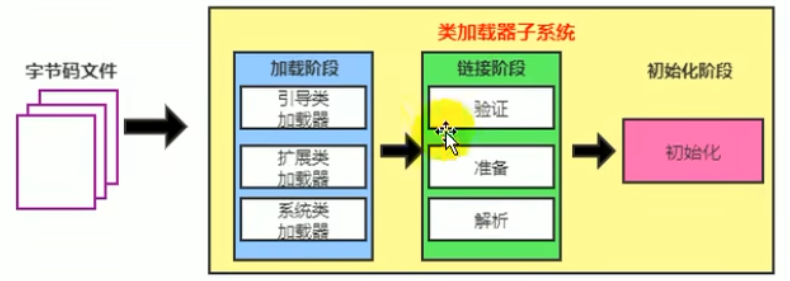 类加载器子系统
字节码文件
加载阶段
链接阶段
初始化阶段
引导类
加载器
验证
扩展类
加载器
准备
初始化
系统类
加载器
解析